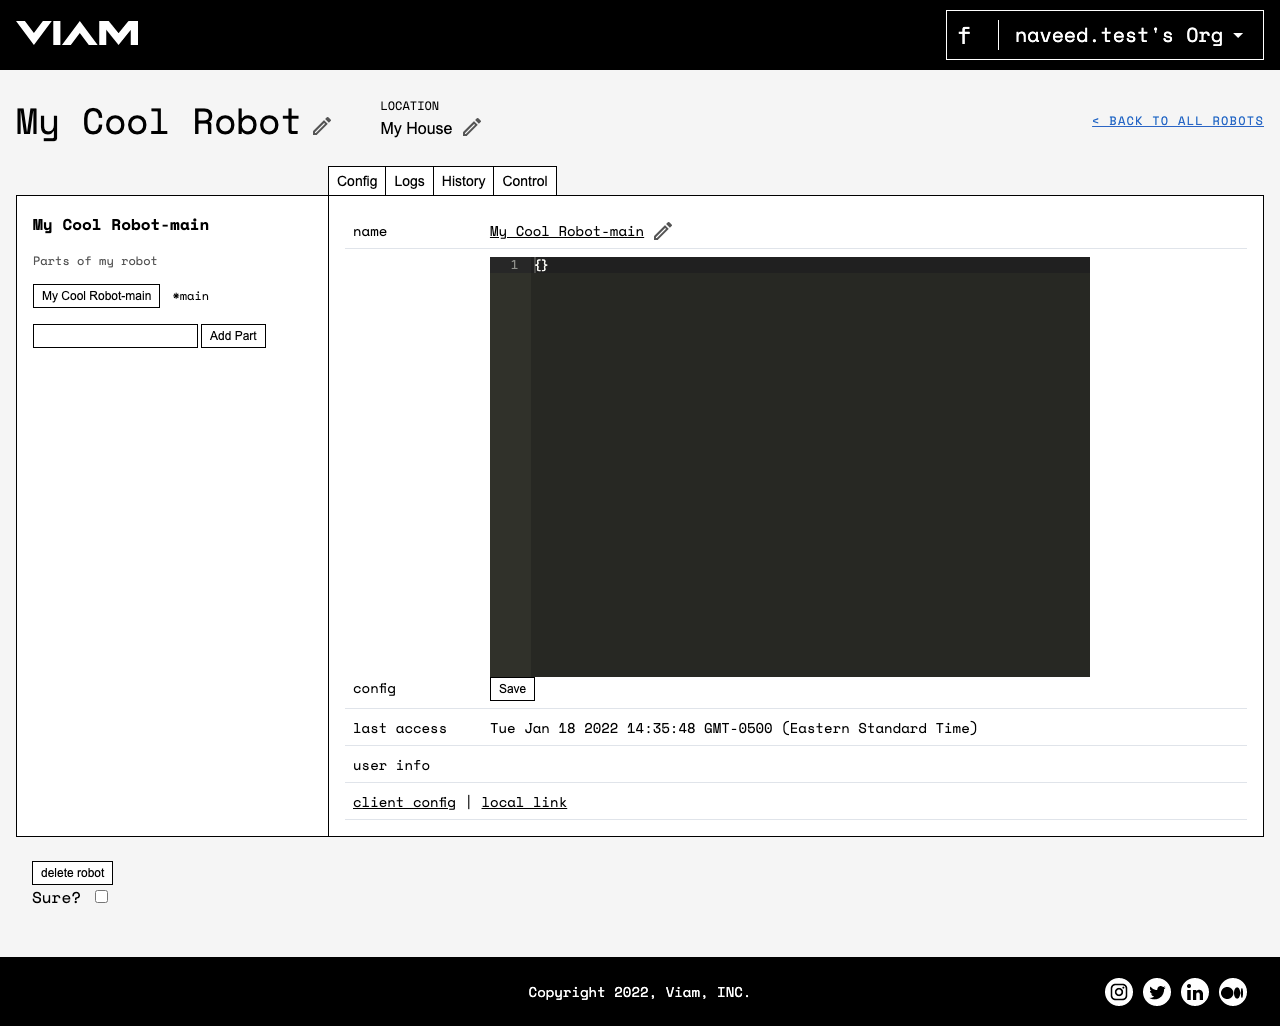 VIAM
f
naveed.test's Org
My Cool Robot
LOCATION
My House
< BACK TO ALL ROBOTS
Config
Logs
History
Control
My Cool Robot-main
Parts of my robot
My Cool Robot-main
*main
Add Part
name
My Cool Robot-main
1
{}
config
Save
last access
Tue Jan 18 2022 14:35:48 GMT-0500 (Eastern Standard Time)
user info
client config | local link
delete robot
Sure?
Copyright 2022, Viam, INC.
in